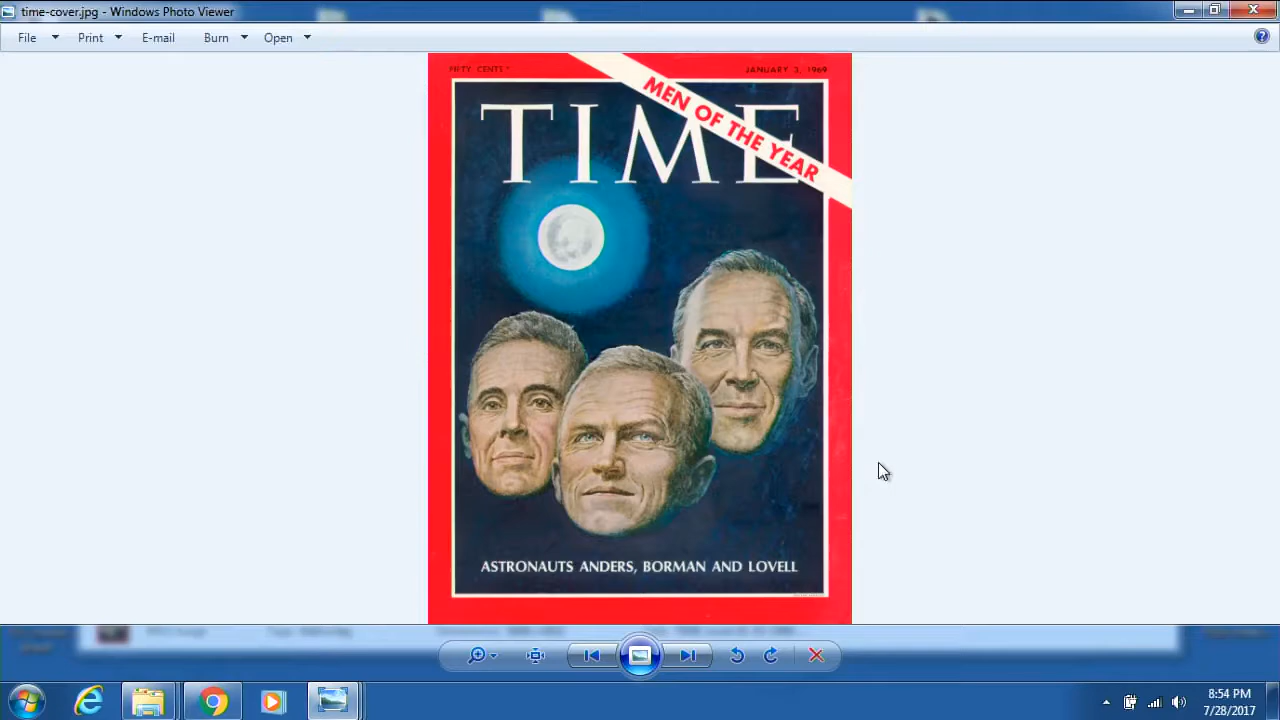 time-cover.jpg - Windows Photo Viewer
File Print E-mail Burn Open
FIFTY CENTS JANUARY 3, 1969
MEN OF THE YEAR
TIME
ASTRONAUTS ANDERS, BORMAN AND LOVELL
8:54 PM
7/28/2017